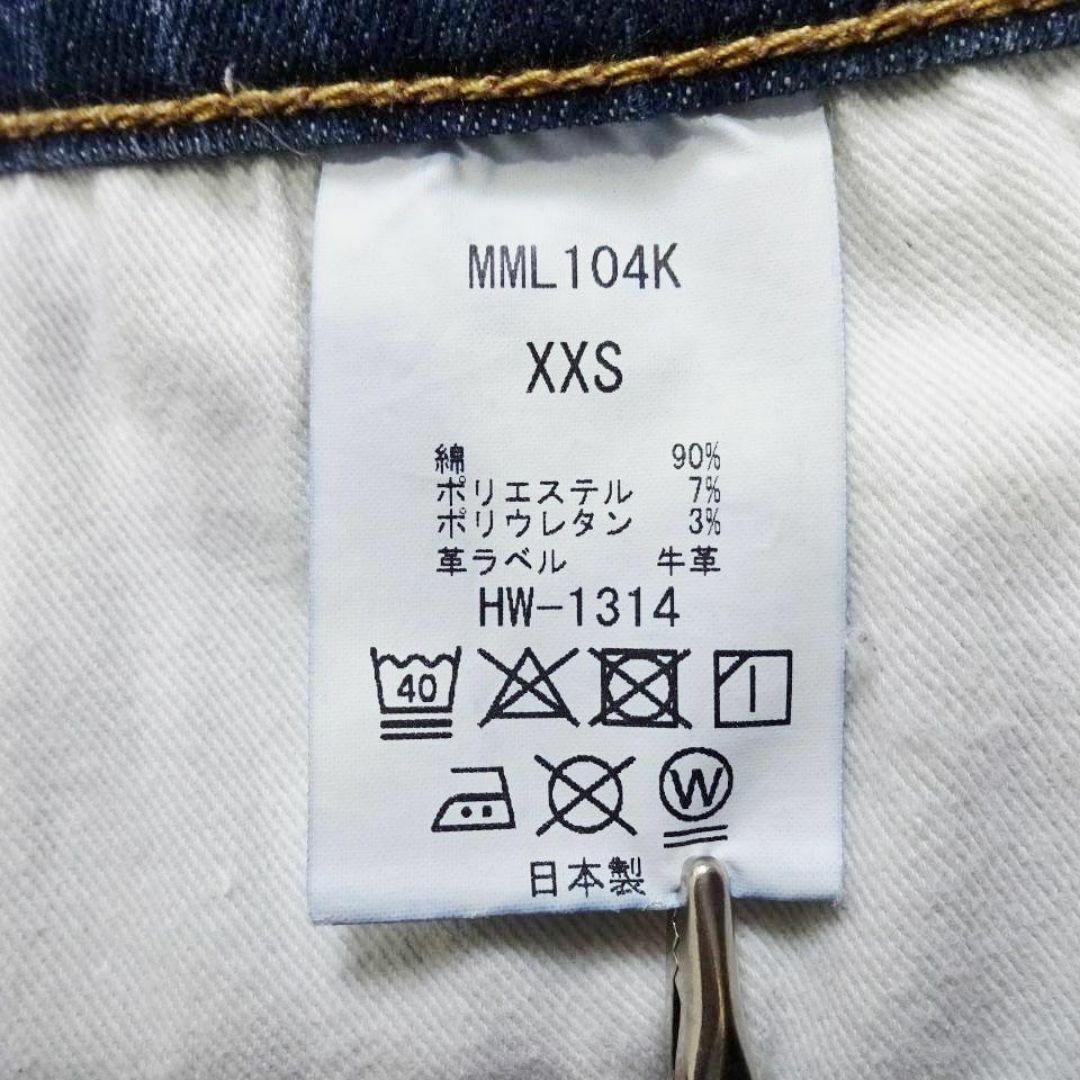 MML104K
XXS
綿 90%
ポリエステル 7%
ポリウレタン 3%
革ラベル 牛革
HW-1314
40
W
日本製